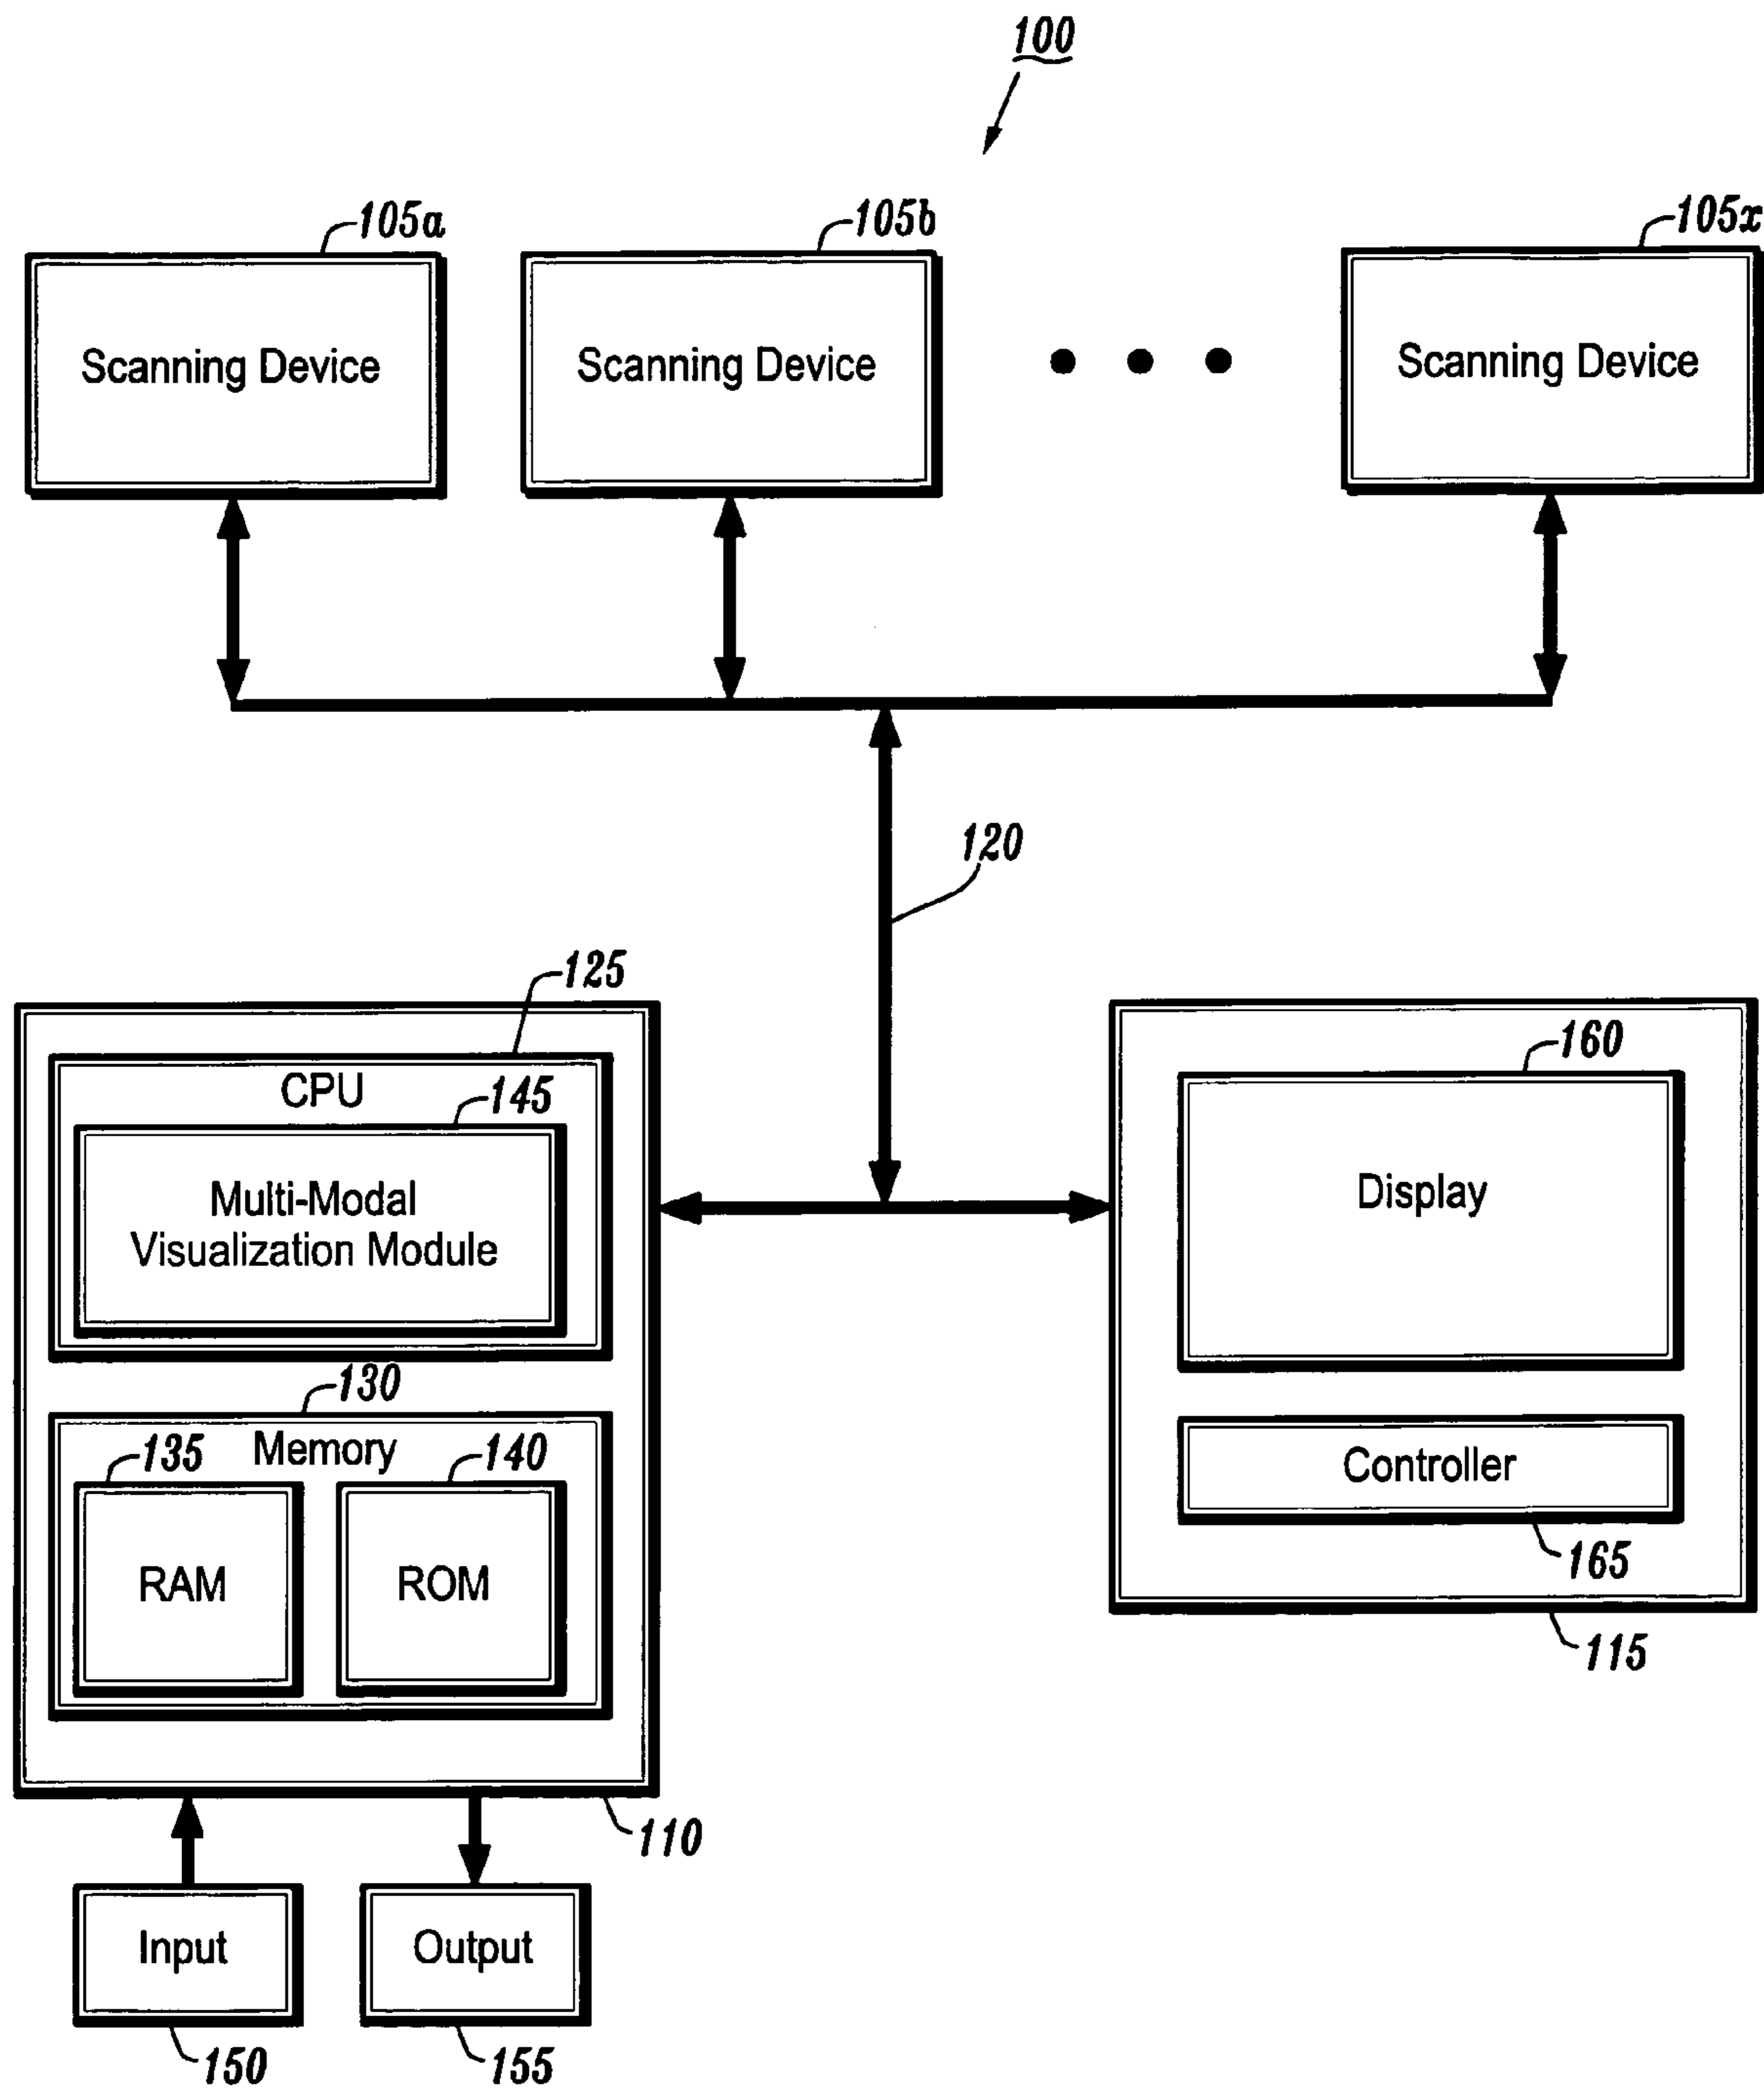 100
105a
105b
105x
Scanning Device
Scanning Device
Scanning Device
120
125
CPU
145
Multi-Modal
Visualization Module
130
Memory
135
140
RAM
ROM
110
Input
Output
150
155
160
Display
Controller
165
115